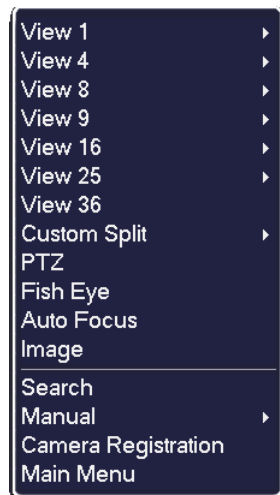 View 1
View 4
View 8
View 9
View 16
View 25
View 36
Custom Split
PTZ
Fish Eye
Auto Focus
Image
Search
Manual
Camera Registration
Main Menu